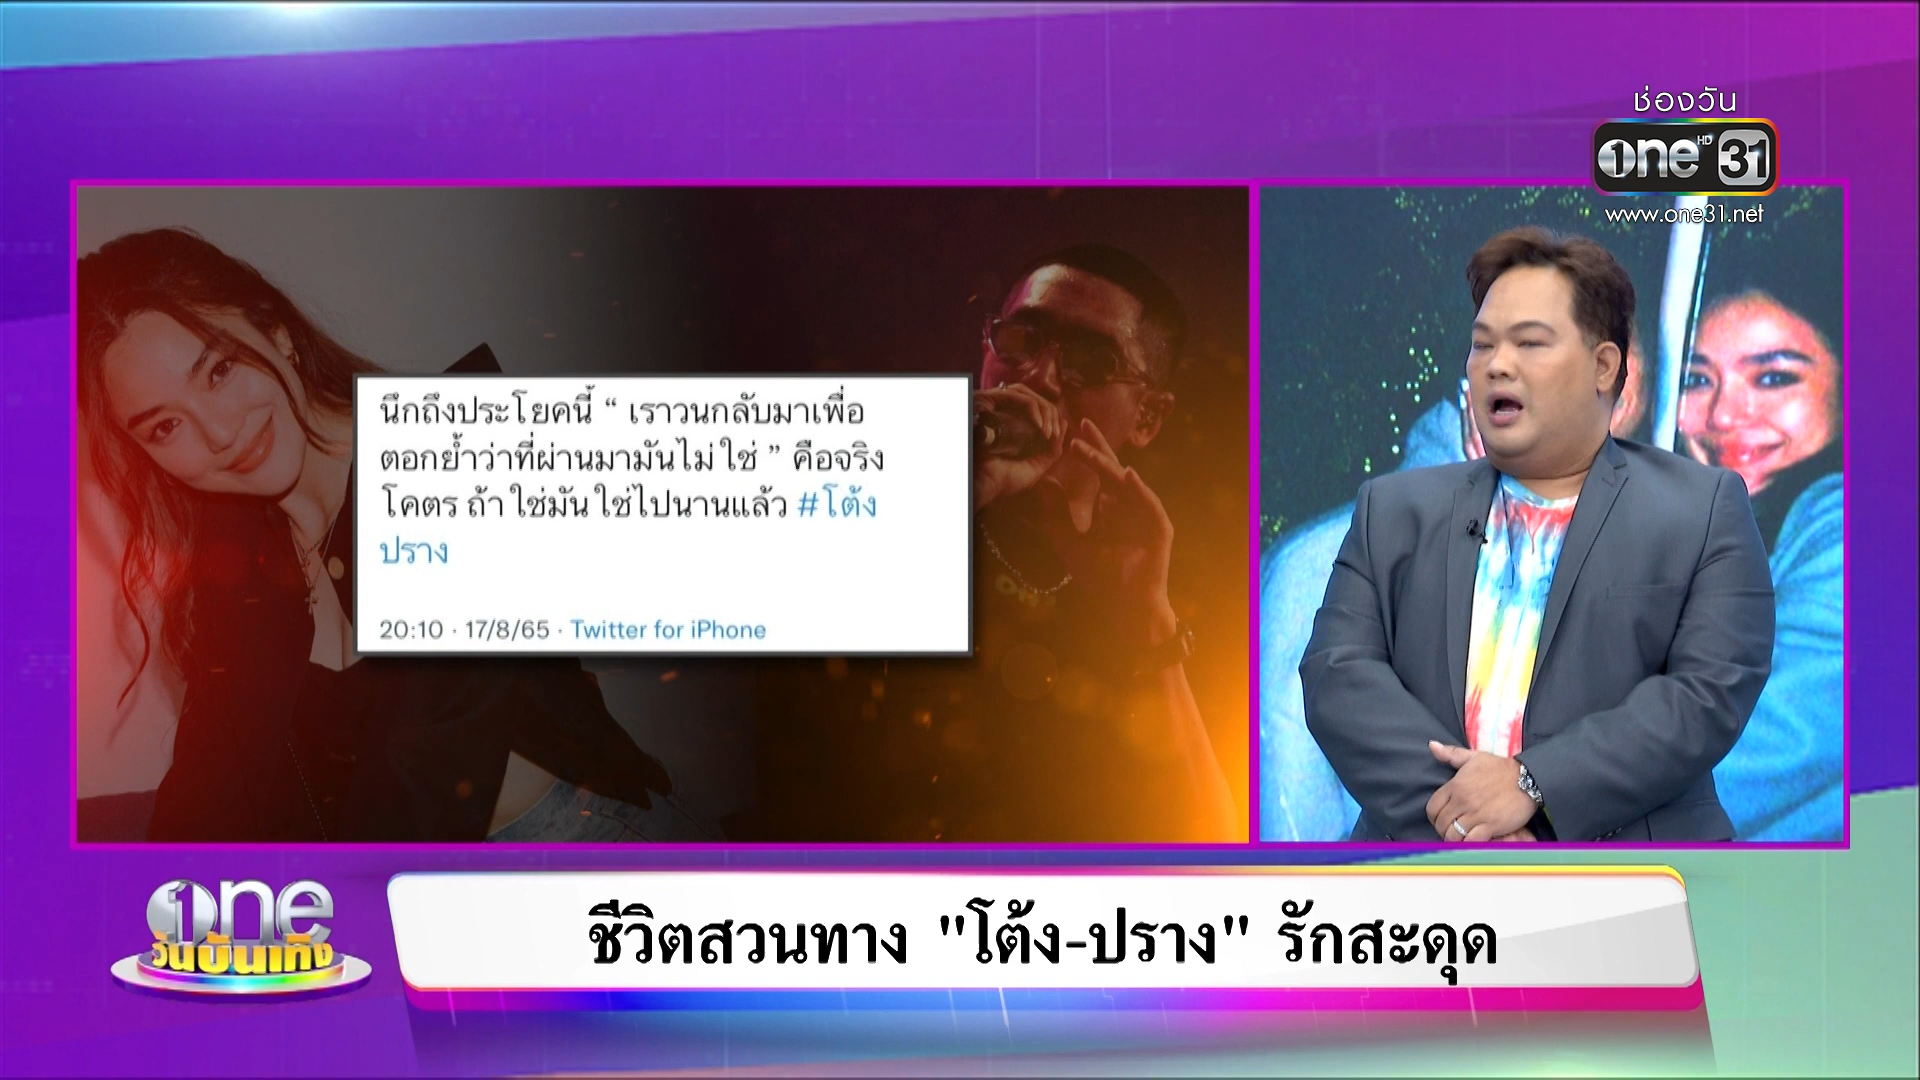 ช่องวัน
one HD 31
www.one31.net
นึกถึงประโยคนี้ “ เราวนกลับมาเพื่อ
ตอกย้ำว่าที่ผ่านมามันไม่ใช่ ” คือจริง
โคตร ถ้าใช่มันใช่ไปนานแล้ว #โต้ง
ปราง
20:10 · 17/8/65 · Twitter for iPhone
one
วันบันเทิง
ชีวิตสวนทาง "โต้ง-ปราง" รักสะดุด